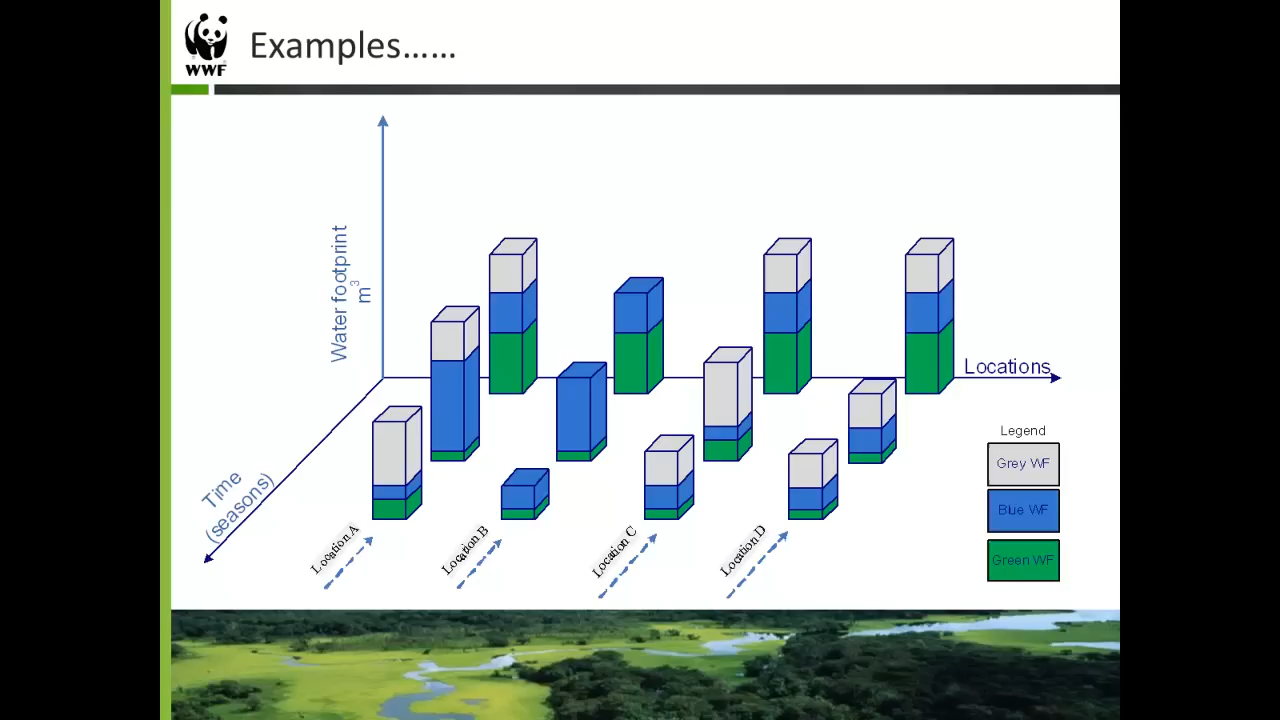 WWF
Examples……
Water footprint
m³
Locations
Time
(seasons)
Location A
Location B
Location C
Location D
Legend
Grey WF
Blue WF
Green WF